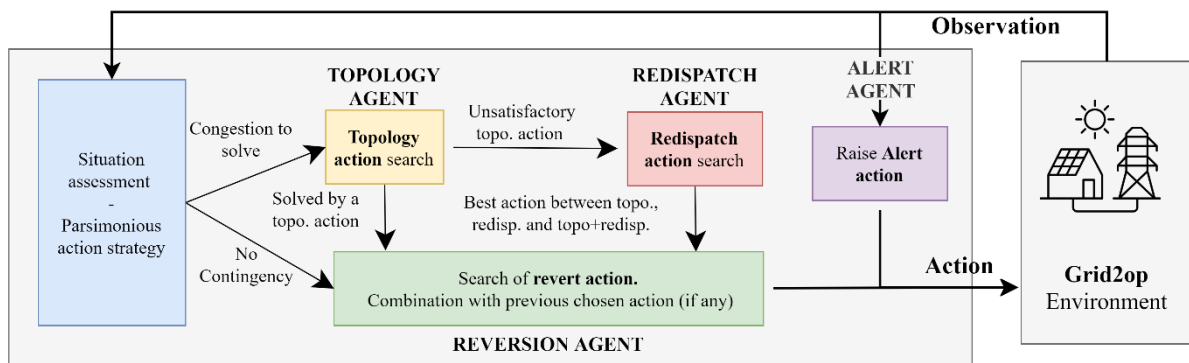 Observation
TOPOLOGY
AGENT
REDISPATCH
AGENT
ALERT
AGENT
Situation
assessment
-
Parsimonious
action strategy
Congestion to
solve
Topology
action search
Unsatisfactory
topo. action
Redispatch
action search
Raise Alert
action
Solved by a
topo. action
Best action between topo.,
redisp. and topo+redisp.
No
Contingency
Search of revert action.
Combination with previous chosen action (if any)
REVERSION AGENT
Action
Grid2op
Environment